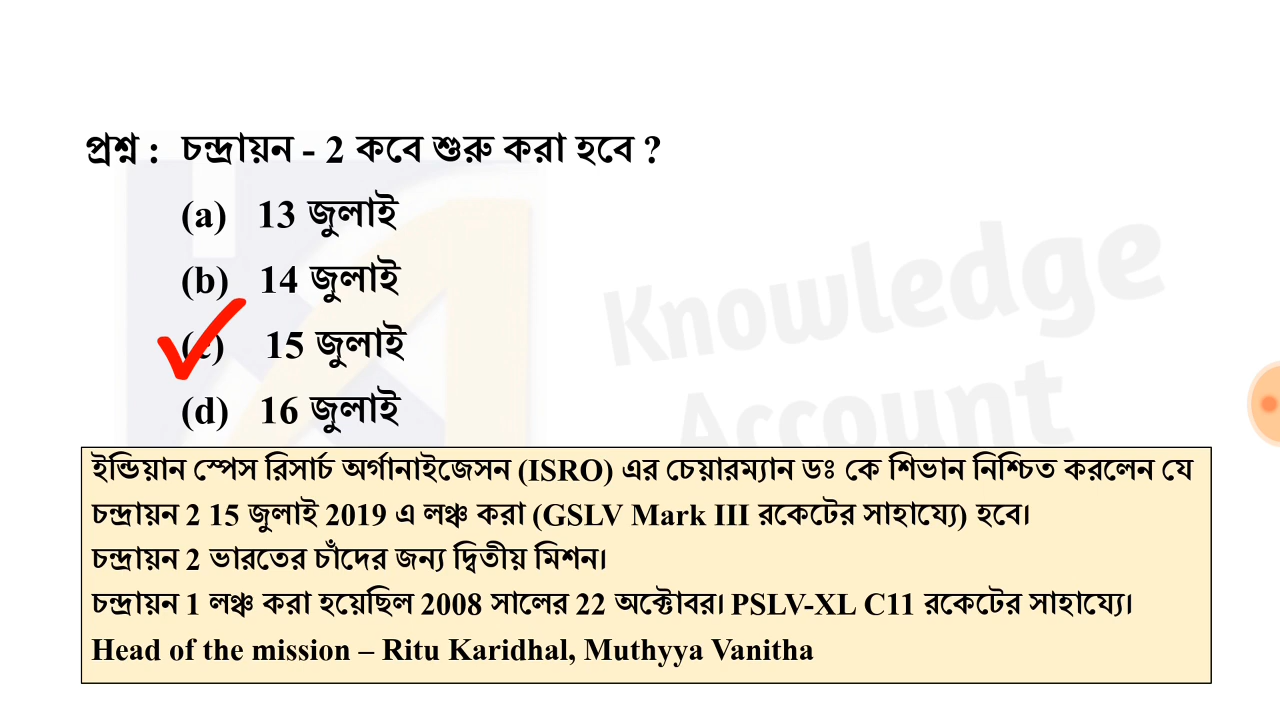 প্রশ্ন : চন্দ্রায়ন - 2 কবে শুরু করা হবে ?
(a) 13 জুলাই
(b) 14 জুলাই
(c) 15 জুলাই
(d) 16 জুলাই
Knowledge
Account
ইন্ডিয়ান স্পেস রিসার্চ অর্গানাইজেসন (ISRO) এর চেয়ারম্যান ডঃ কে শিভান নিশ্চিত করলেন যে
চন্দ্রায়ন 2 15 জুলাই 2019 এ লঞ্চ করা (GSLV Mark III রকেটের সাহায্যে) হবে।
চন্দ্রায়ন 2 ভারতের চাঁদের জন্য দ্বিতীয় মিশন।
চন্দ্রায়ন 1 লঞ্চ করা হয়েছিল 2008 সালের 22 অক্টোবর। PSLV-XL C11 রকেটের সাহায্যে।
Head of the mission – Ritu Karidhal, Muthyya Vanitha